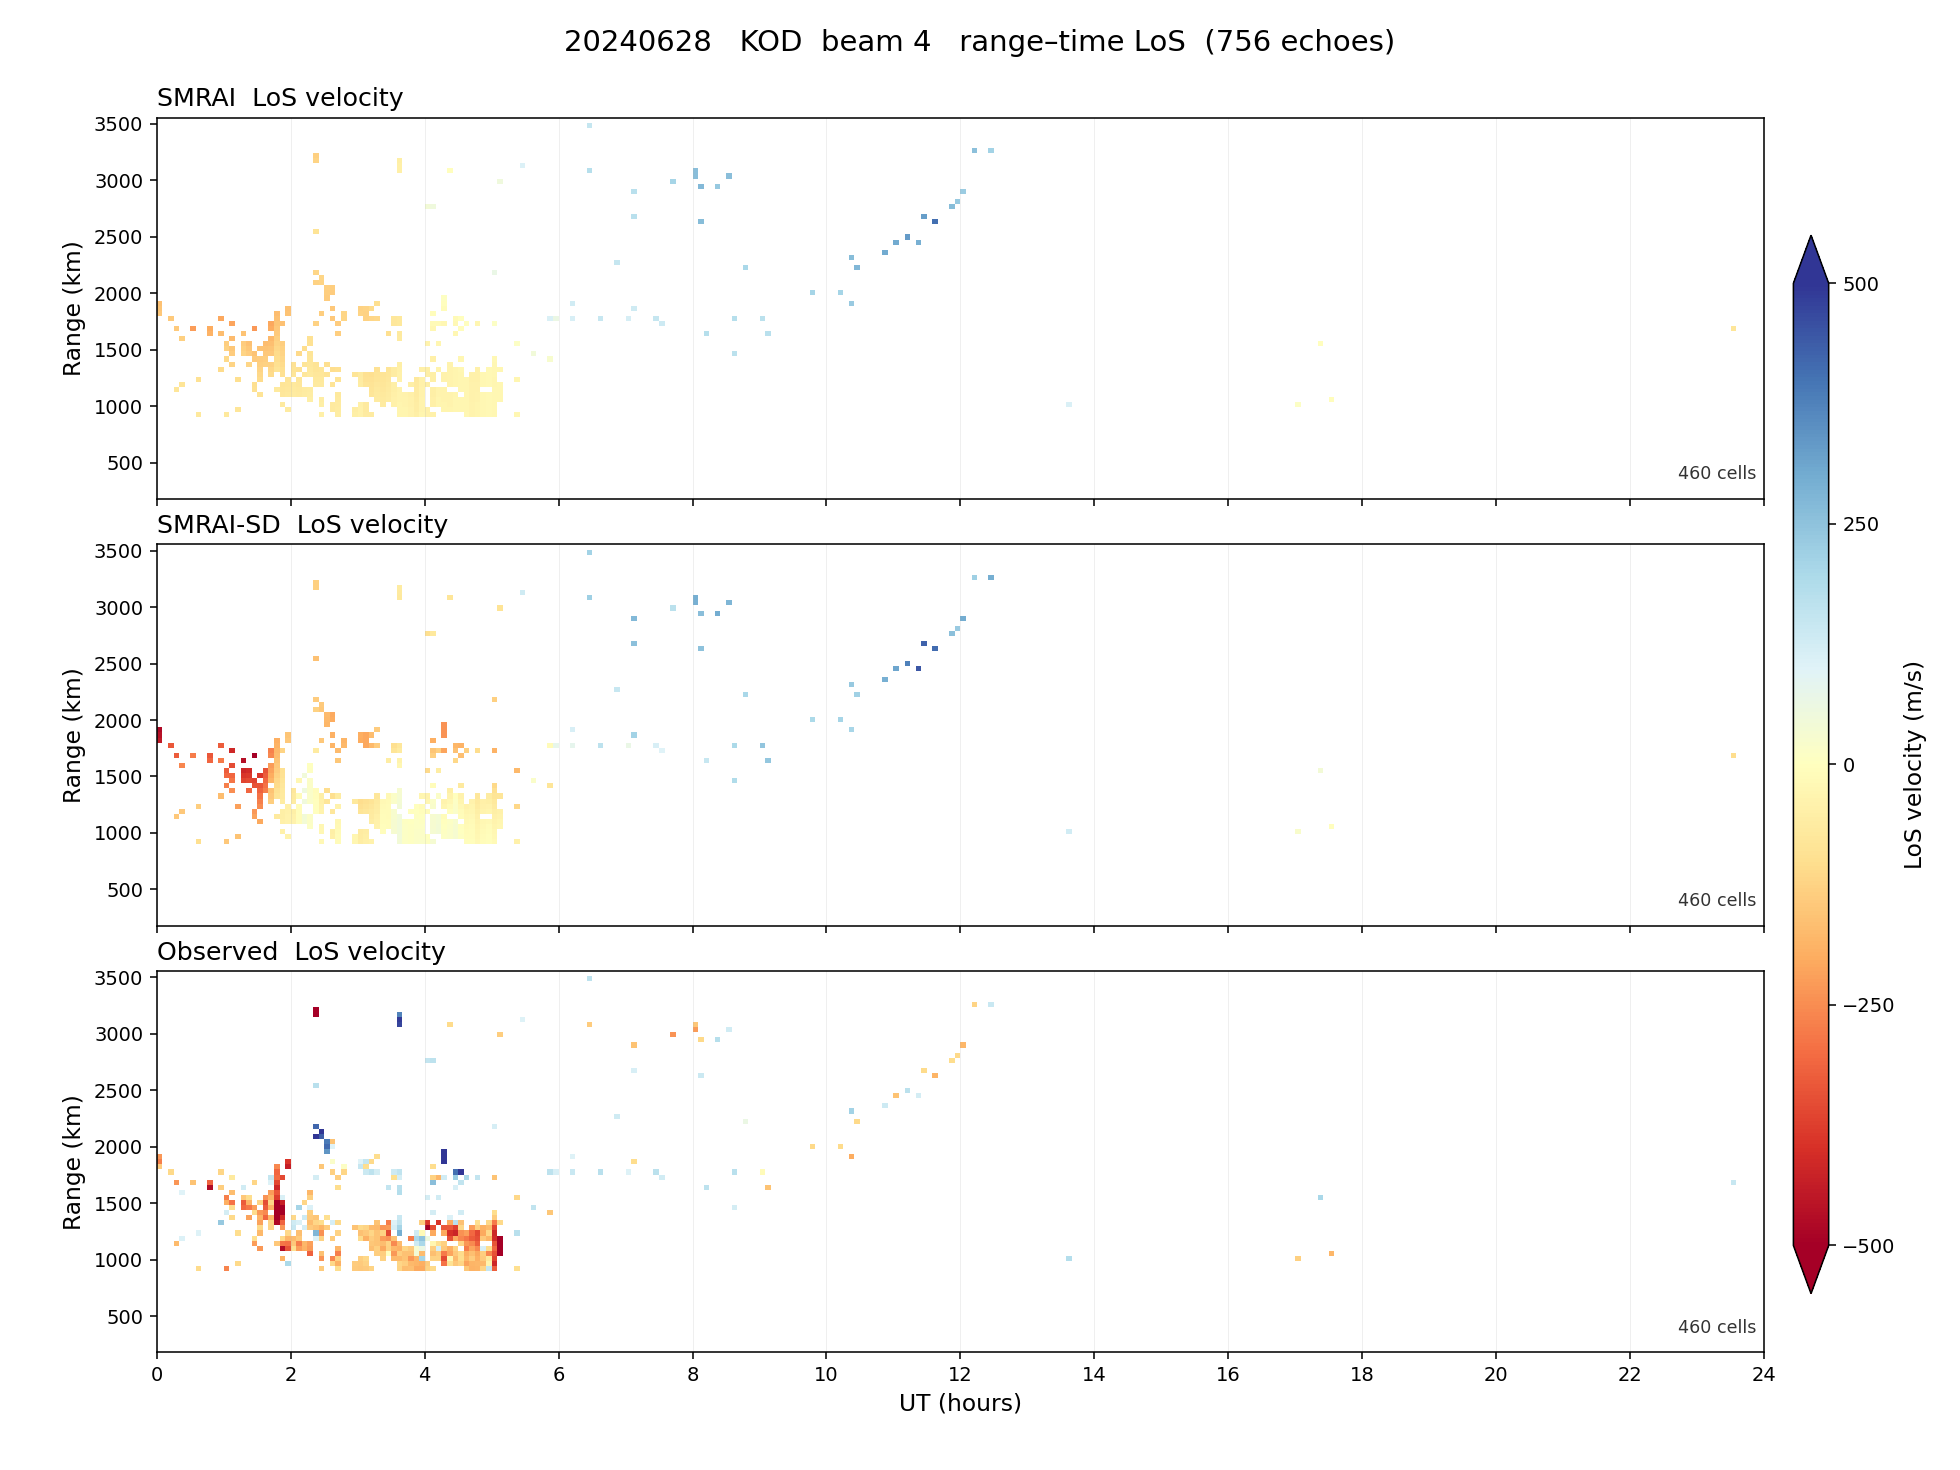 20240628   KOD  beam 4   range–time LoS  (756 echoes)
SMRAI  LoS velocity
3500
3000
2500
2000
1500
1000
500
Range (km)
460 cells
SMRAI-SD  LoS velocity
3500
3000
2500
2000
1500
1000
500
Range (km)
460 cells
Observed  LoS velocity
3500
3000
2500
2000
1500
1000
500
Range (km)
460 cells
0 2 4 6 8 10 12 14 16 18 20 22 24
UT (hours)
500
250
0
−250
−500
LoS velocity (m/s)